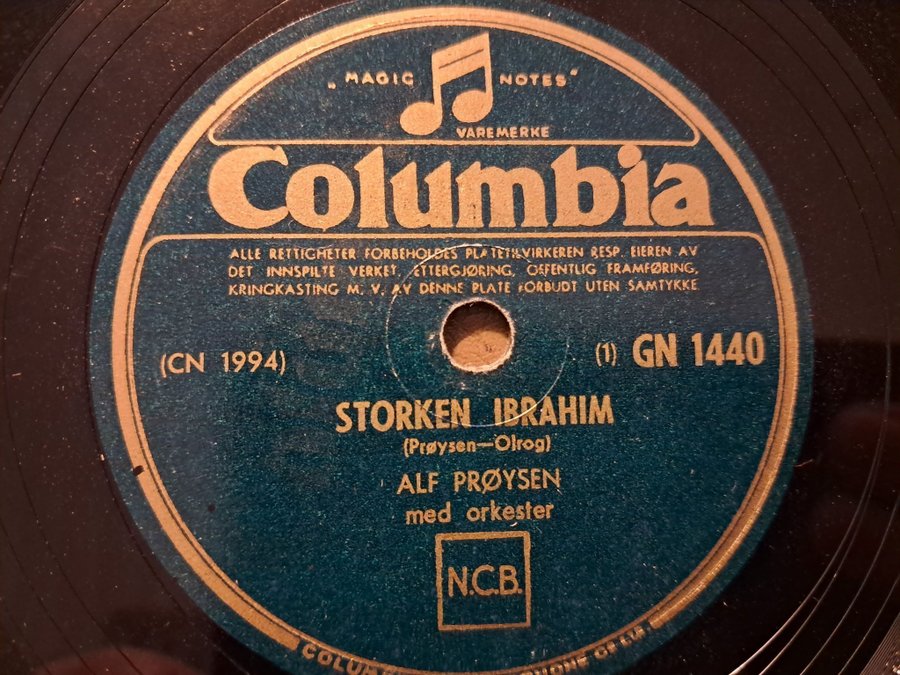 „MAGIC NOTES"
VAREMERKE
Columbia
ALLE RETTIGHETER FORBEHOLDES PLATETILVIRKEREN RESP. EIEREN AV
DET INNSPILTE VERKET. ETTERGJØRING, OFFENTLIG FRAMFØRING,
KRINGKASTING M. V. AV DENNE PLATE FORBUDT UTEN SAMTYKKE
(CN 1994) (1) GN 1440
STORKEN IBRAHIM
(Prøysen—Olrog)
ALF PRØYSEN
med orkester
N.C.B.